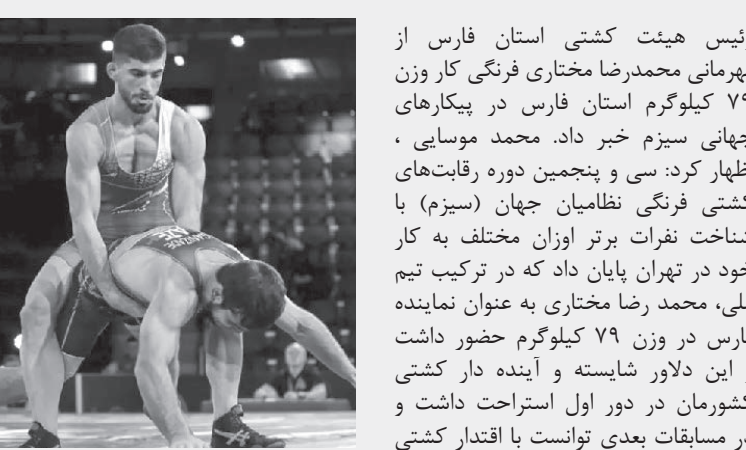 ئیس هیئت کشتی استان فارس از
هرمانی محمدرضا مختاری فرنگی کار وزن
۷۹ کیلوگرم استان فارس در پیکارهای
جهانی سیزم خبر داد. محمد موسایی ،
ظهار کرد: سی و پنجمین دوره رقابت‌های
کشتی فرنگی نظامیان جهان (سیزم) با
شناخت نفرات برتر اوزان مختلف به کار
خود در تهران پایان داد که در ترکیب تیم
لی، محمد رضا مختاری به عنوان نماینده
فارس در وزن ۷۹ کیلوگرم حضور داشت
و این دلاور شایسته و آینده دار کشتی
کشورمان در دور اول استراحت داشت و
در مسابقات بعدی توانست با اقتدار کشتی